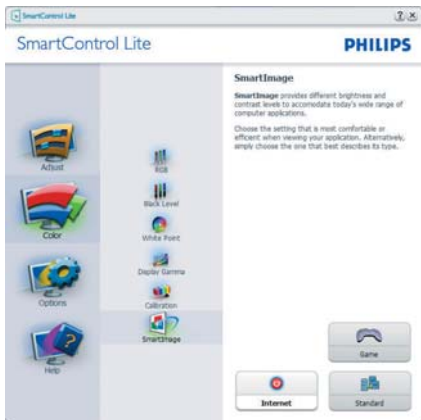 SmartControl Lite
SmartControl Lite
PHILIPS
Adjust
Color
Options
Help
RGB
Black Level
White Point
Display Gamma
Calibration
SmartImage
SmartImage
SmartImage provides different brightness and
contrast levels to accomodate today's wide range of
computer applications.
Choose the setting that is most comfortable or
efficent when viewing your application. Alternatively,
simply choose the one that best describes its type.
Game
Internet
Standard